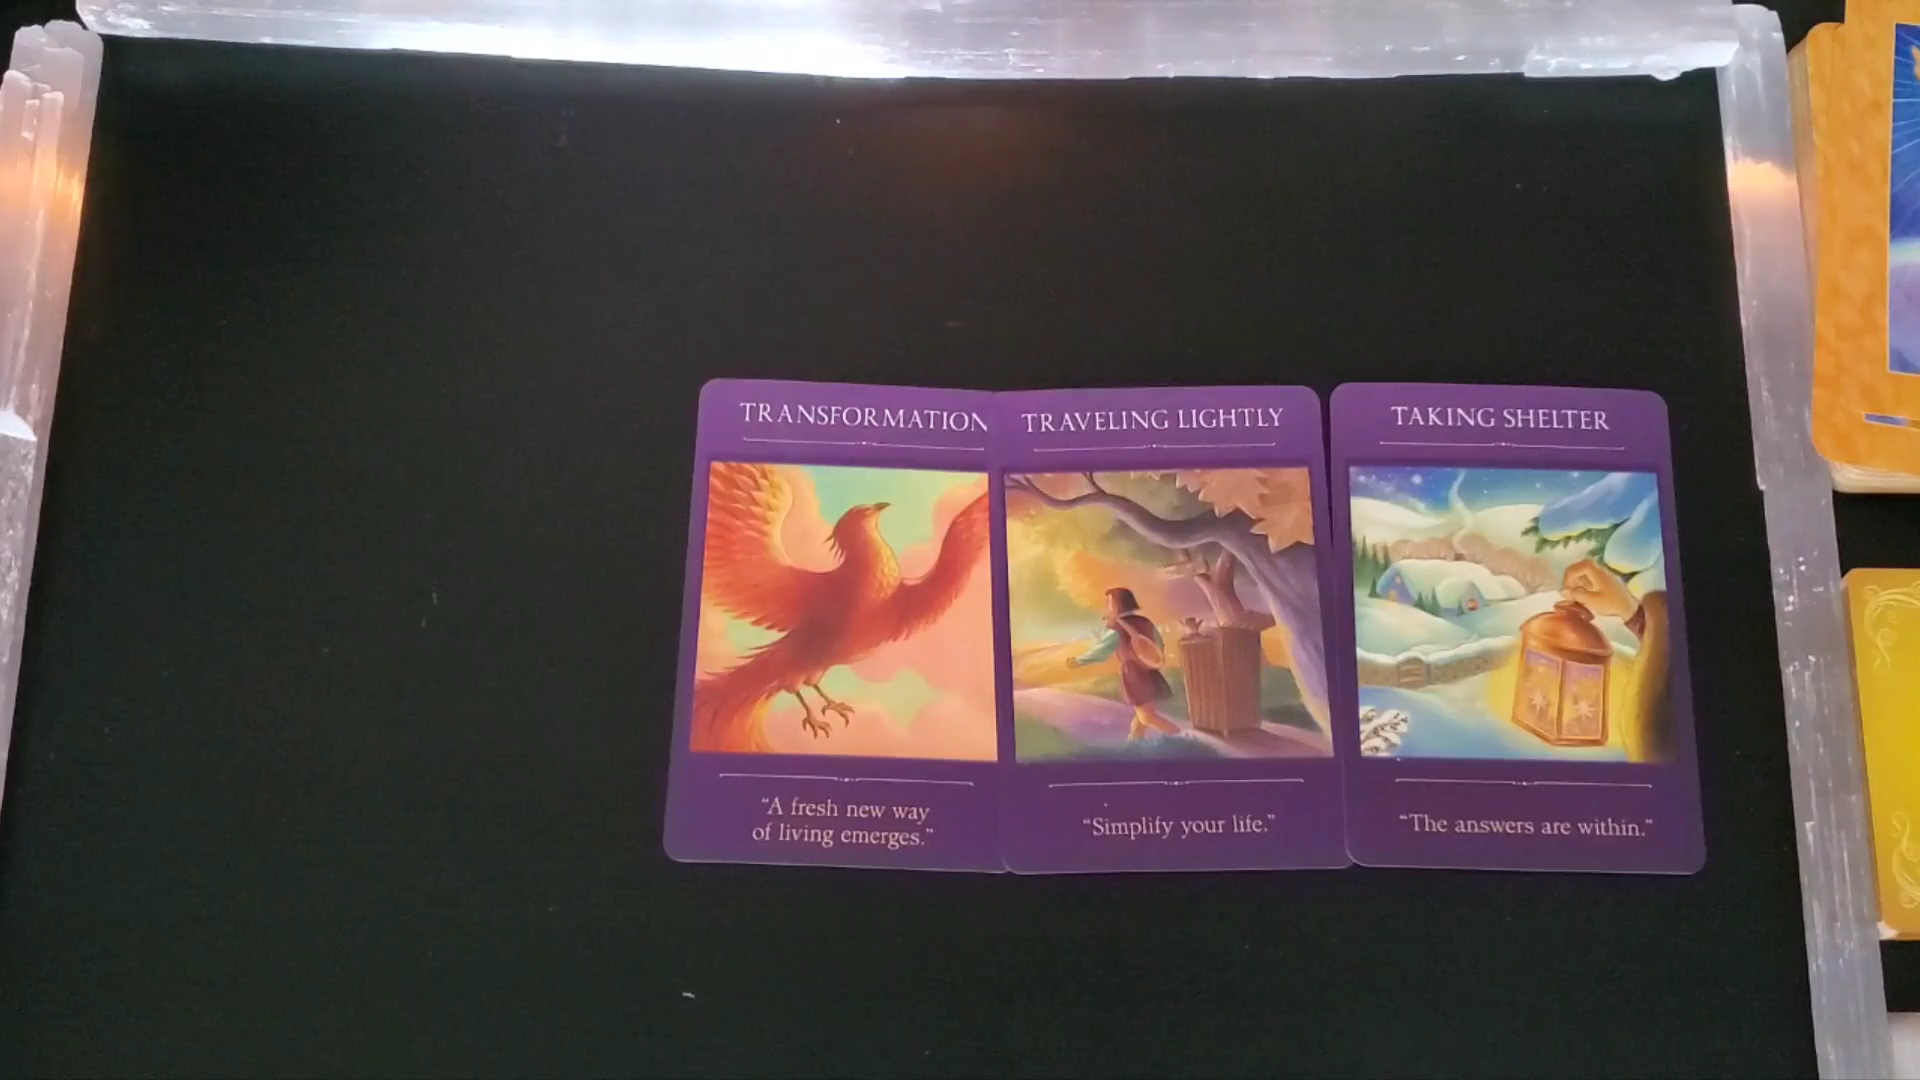 TRANSFORMATION
"A fresh new way
of living emerges."
TRAVELING LIGHTLY
"Simplify your life."
TAKING SHELTER
"The answers are within."